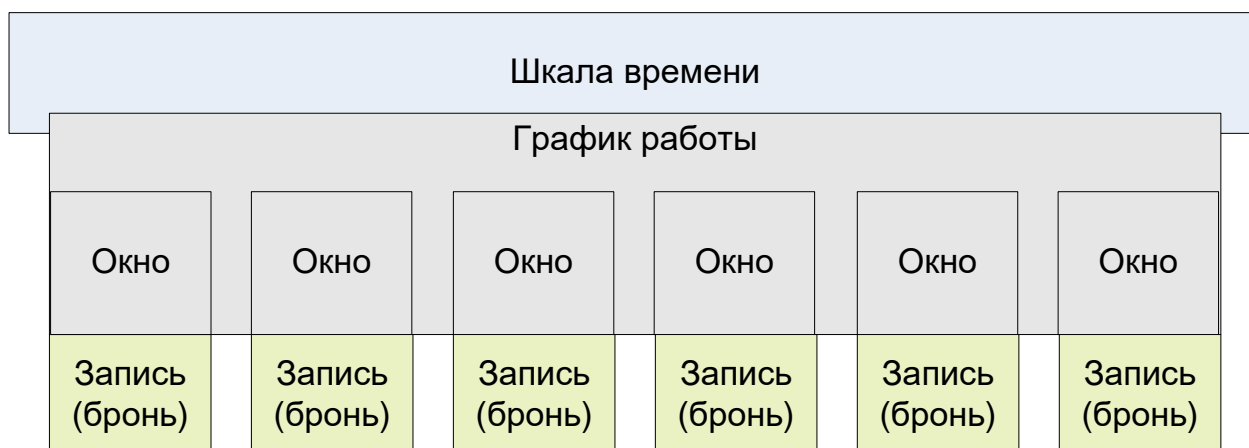 Шкала времени
График работы
Окно Окно Окно Окно Окно Окно
Запись Запись Запись Запись Запись Запись
(бронь) (бронь) (бронь) (бронь) (бронь) (бронь)